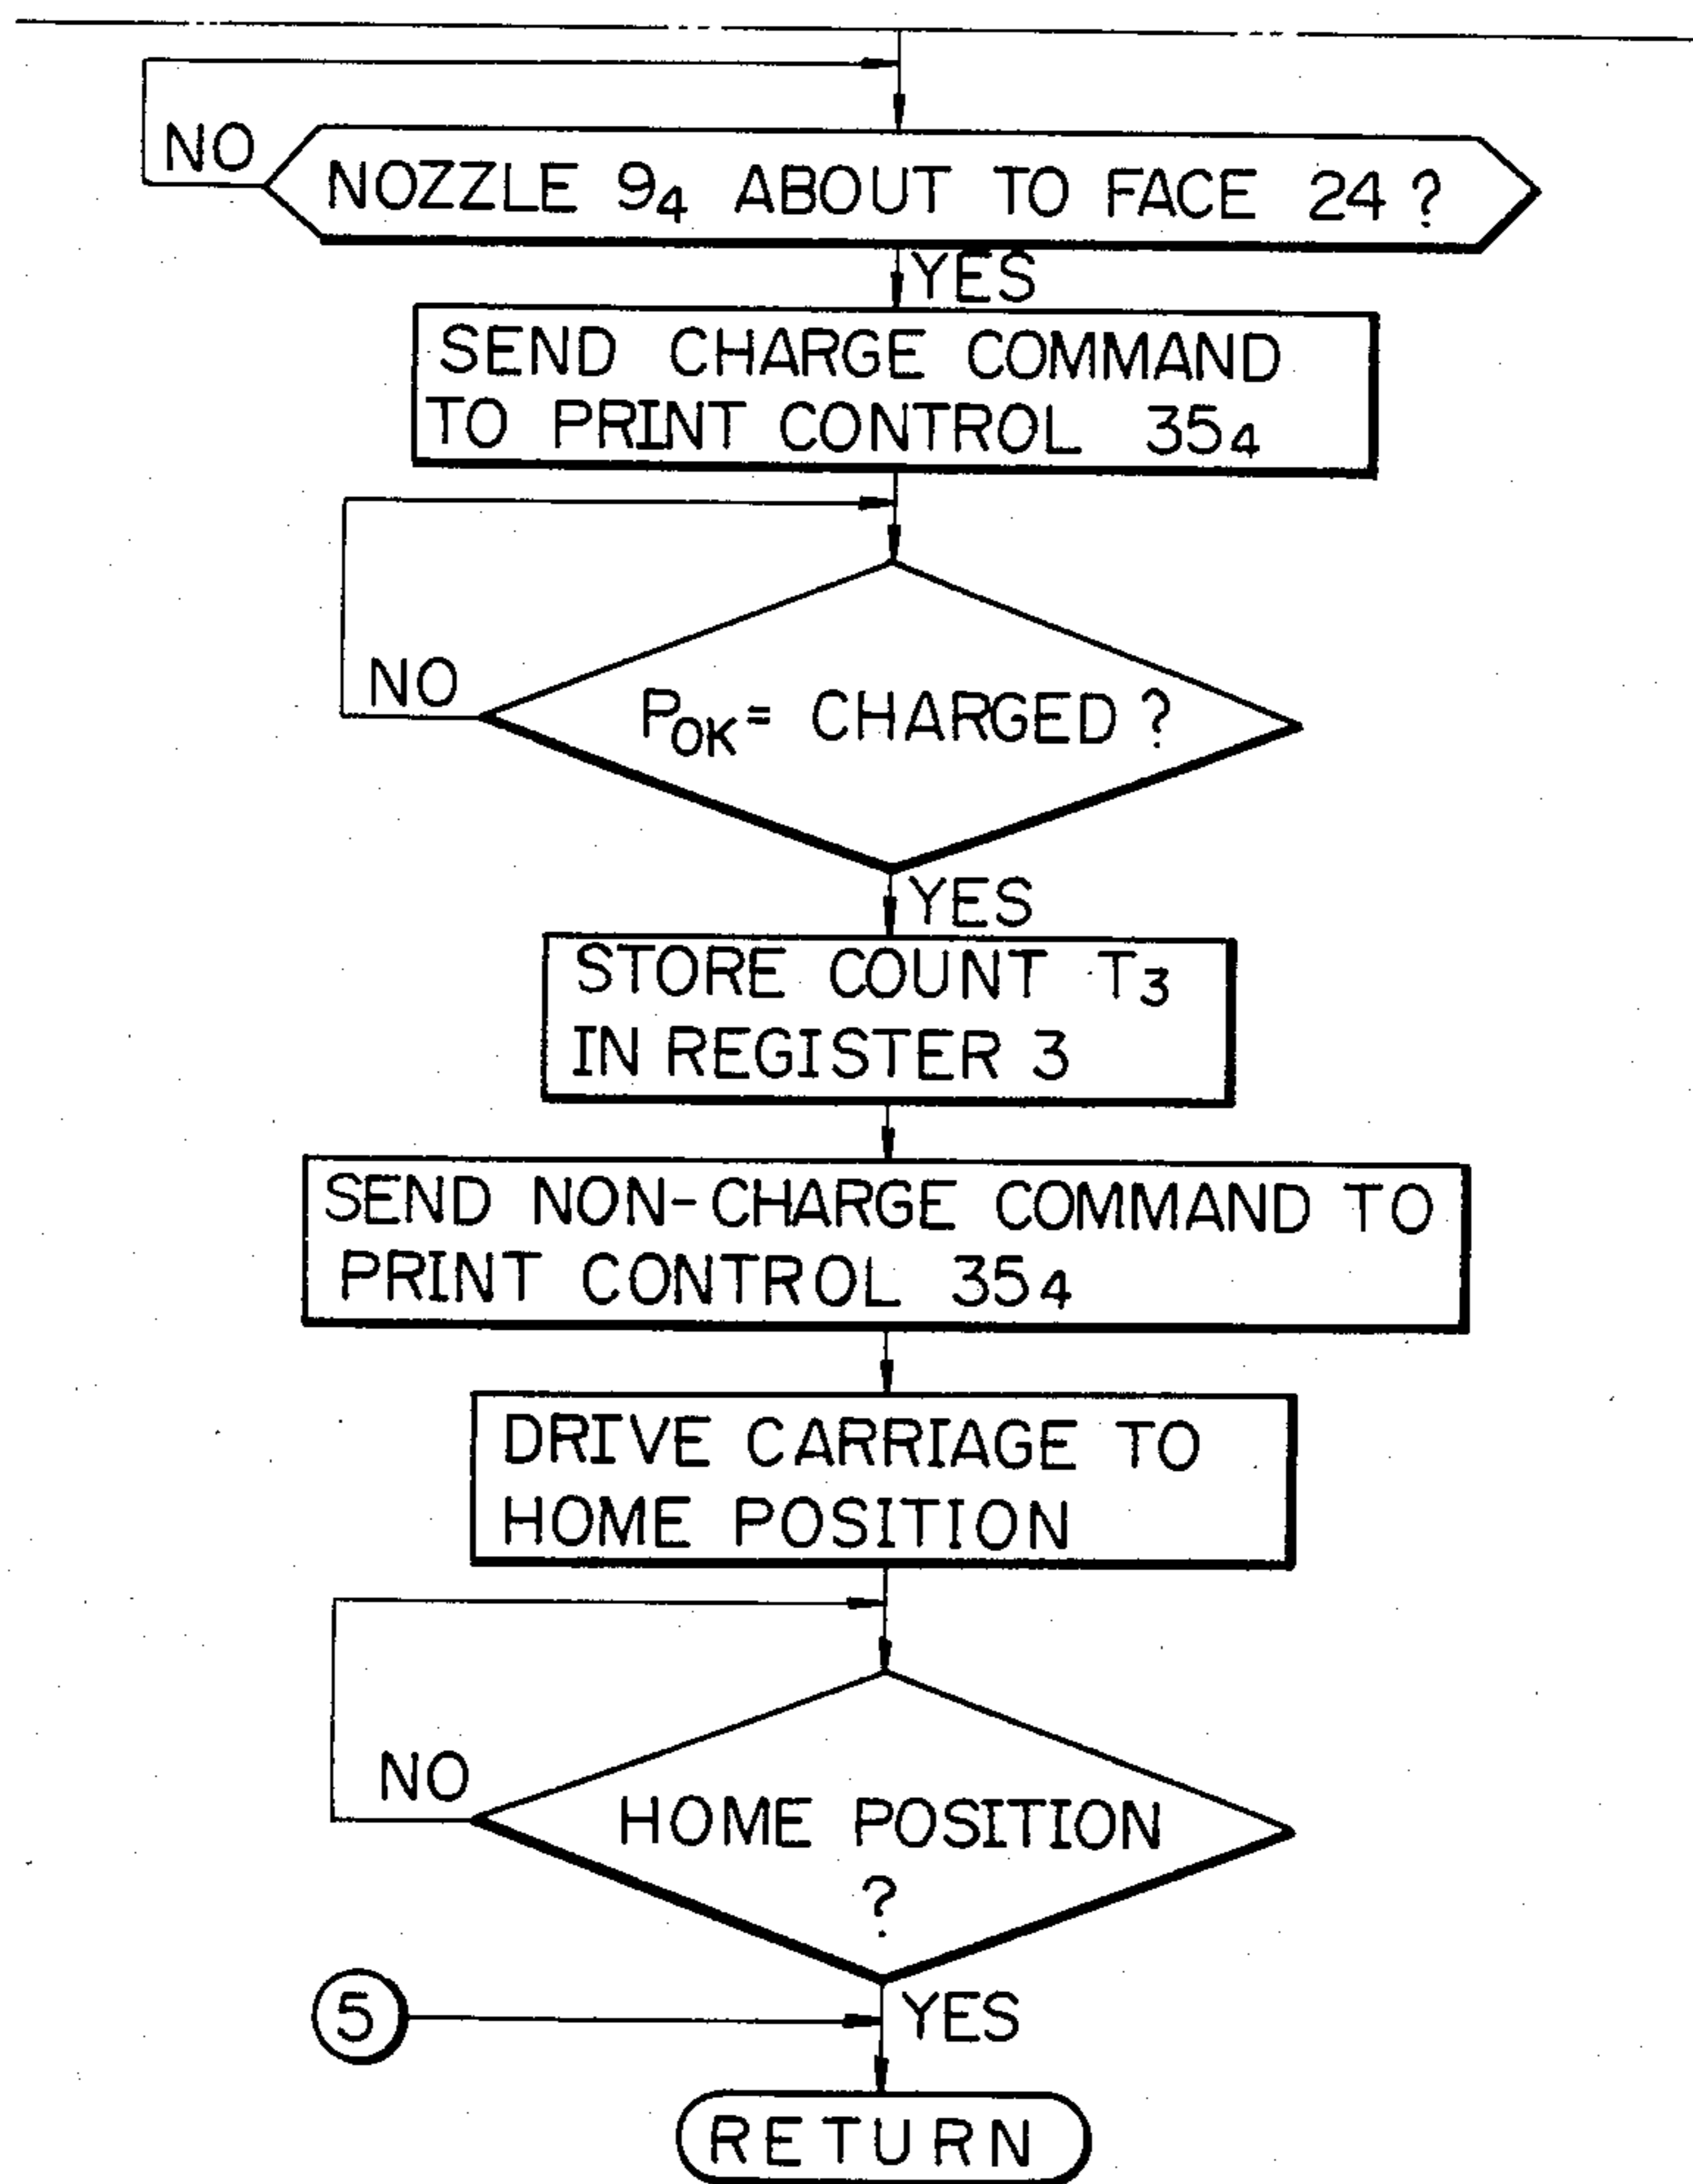 NO
NOZZLE 9₄ ABOUT TO FACE 24 ?
YES
SEND CHARGE COMMAND
TO PRINT CONTROL 35₄
NO
P_OK = CHARGED ?
YES
STORE COUNT T₃
IN REGISTER 3
SEND NON-CHARGE COMMAND TO
PRINT CONTROL 35₄
DRIVE CARRIAGE TO
HOME POSITION
NO
HOME POSITION
?
5
YES
RETURN